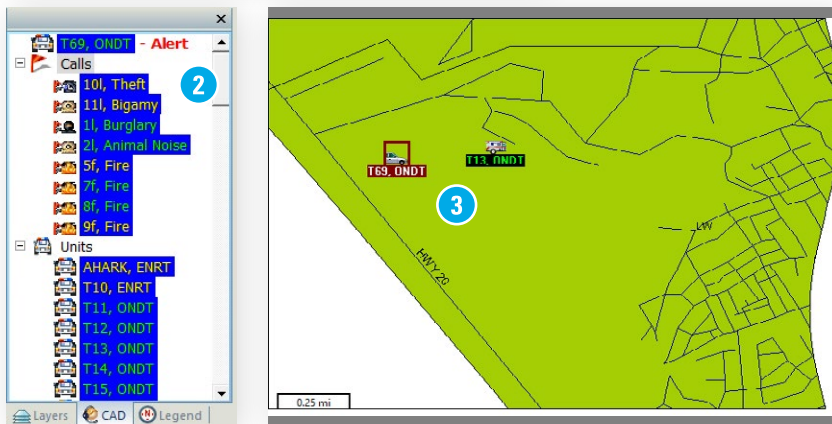 T69, ONDT - Alert
Calls
2
10l, Theft
11l, Bigamy
1l, Burglary
2l, Animal Noise
5f, Fire
7f, Fire
8f, Fire
9f, Fire
Units
AHARK, ENRT
T10, ENRT
T11, ONDT
T12, ONDT
T13, ONDT
T14, ONDT
T15, ONDT
Layers
CAD
N
Legend
T69, ONDT
T13, ONDT
3
LW
HWY 20
0.25 mi